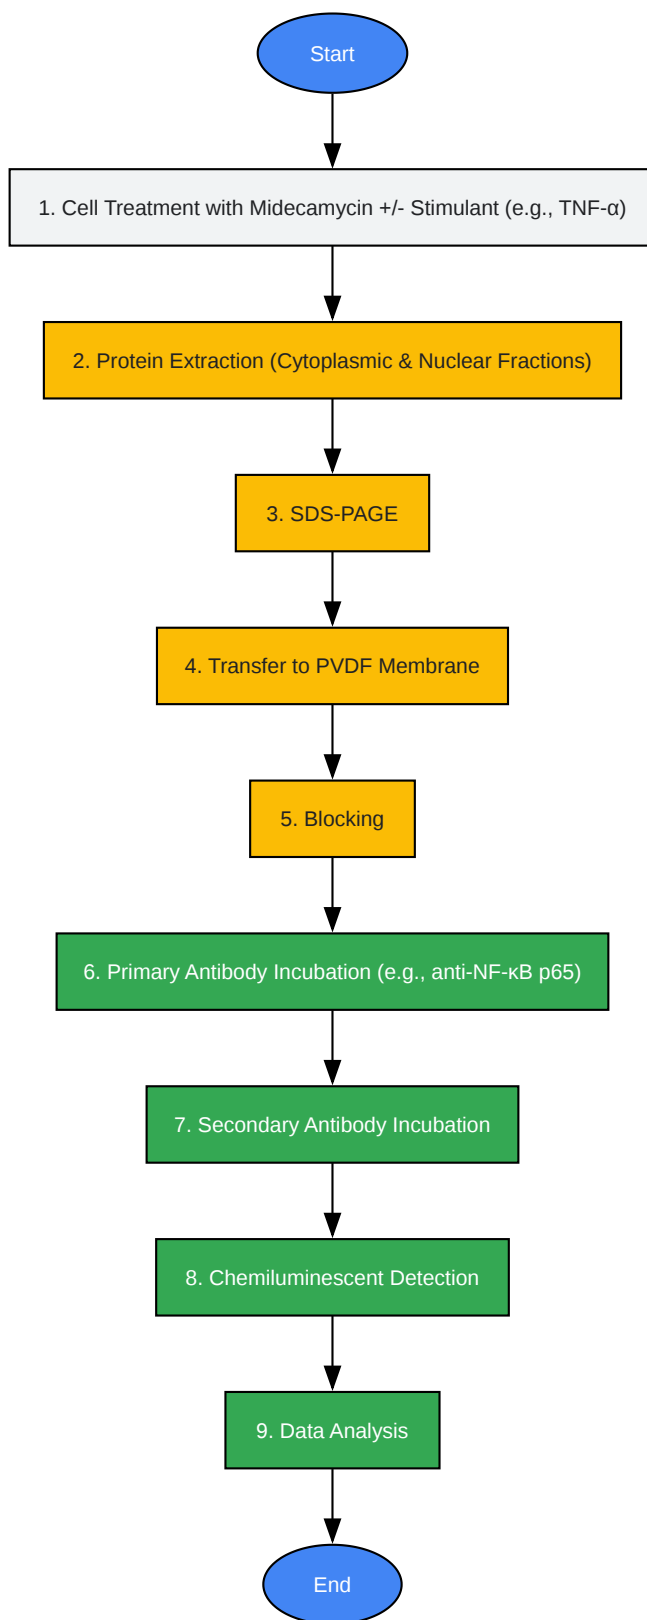 Start
1. Cell Treatment with Midecamycin +/- Stimulant (e.g., TNF-α)
2. Protein Extraction (Cytoplasmic & Nuclear Fractions)
3. SDS-PAGE
4. Transfer to PVDF Membrane
5. Blocking
6. Primary Antibody Incubation (e.g., anti-NF-κB p65)
7. Secondary Antibody Incubation
8. Chemiluminescent Detection
9. Data Analysis
End